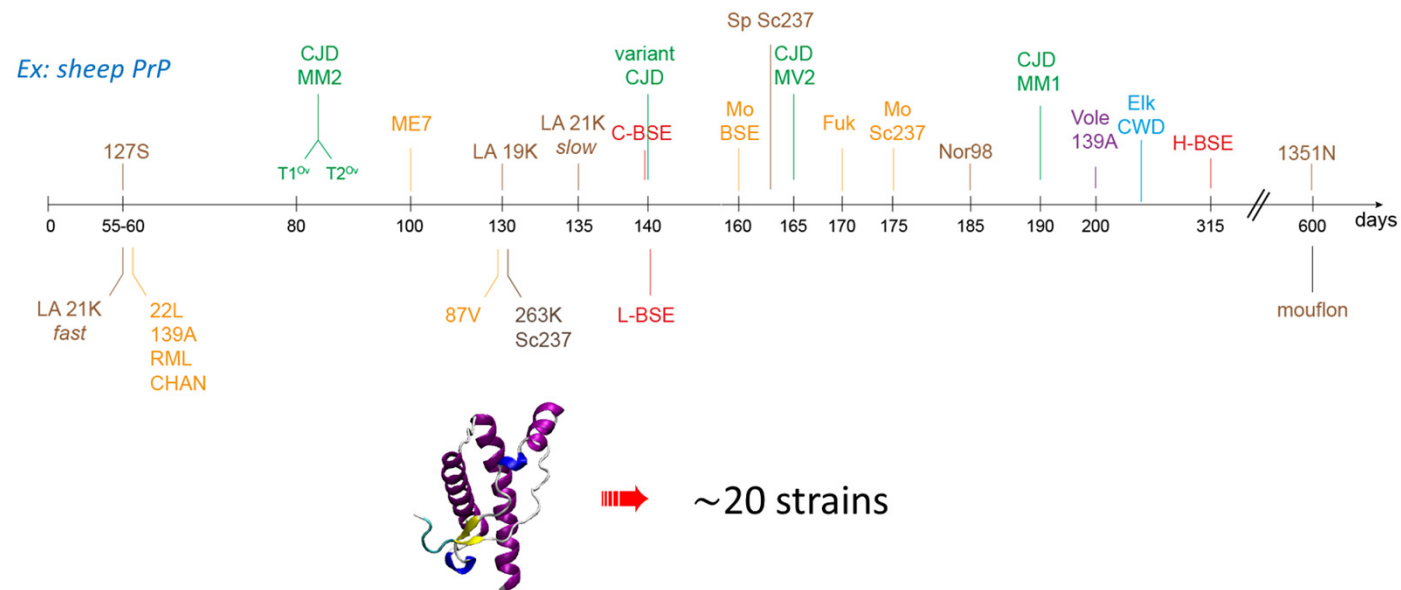 Sp Sc237
Ex: sheep PrP
CJD
MM2
variant
CJD
CJD
MV2
CJD
MM1
ME7
LA 21K
slow
C-BSE
Mo
BSE
Fuk
Mo
Sc237
Vole
139A
Elk
CWD
127S
T1ᴼᵛ
T2ᴼᵛ
LA 19K
Nor98
H-BSE
1351N
0
55-60
80
100
130
135
140
160
165
170
175
185
190
200
315
600
days
LA 21K
fast
22L
139A
RML
CHAN
87V
263K
Sc237
L-BSE
mouflon
~20 strains